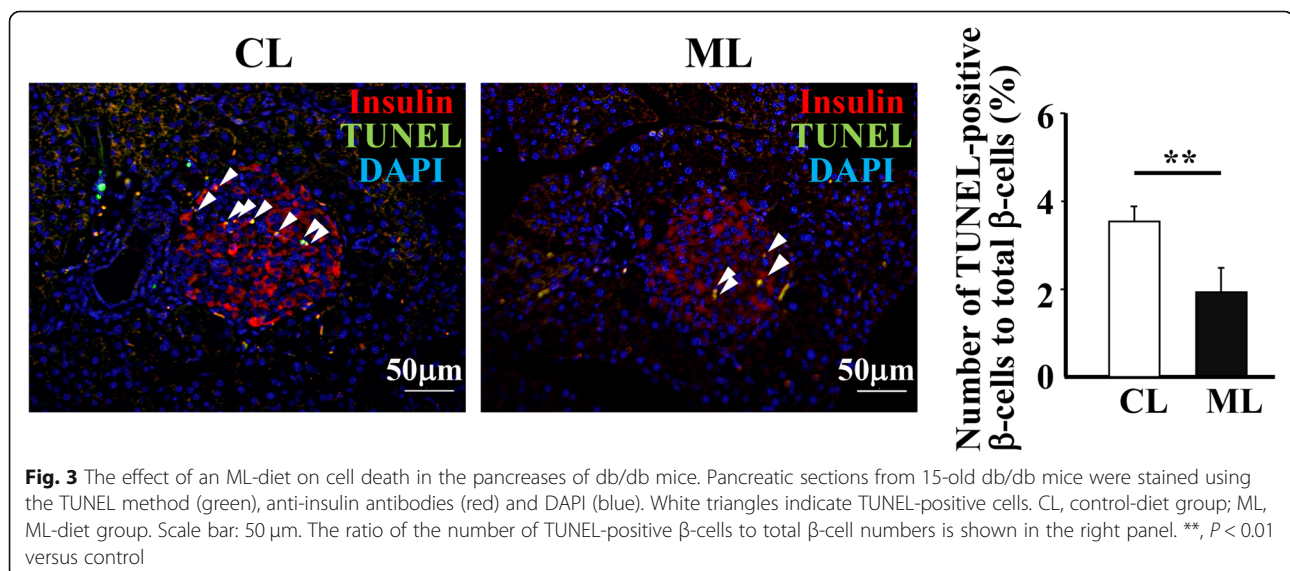 CL
ML
Insulin
TUNEL
DAPI
50μm
Insulin
TUNEL
DAPI
50μm
Number of TUNEL-positive
β-cells to total β-cells (%)
6
4
2
0
**
CL
ML
Fig. 3 The effect of an ML-diet on cell death in the pancreases of db/db mice. Pancreatic sections from 15-old db/db mice were stained using
the TUNEL method (green), anti-insulin antibodies (red) and DAPI (blue). White triangles indicate TUNEL-positive cells. CL, control-diet group; ML,
ML-diet group. Scale bar: 50 μm. The ratio of the number of TUNEL-positive β-cells to total β-cell numbers is shown in the right panel. **, P < 0.01
versus control